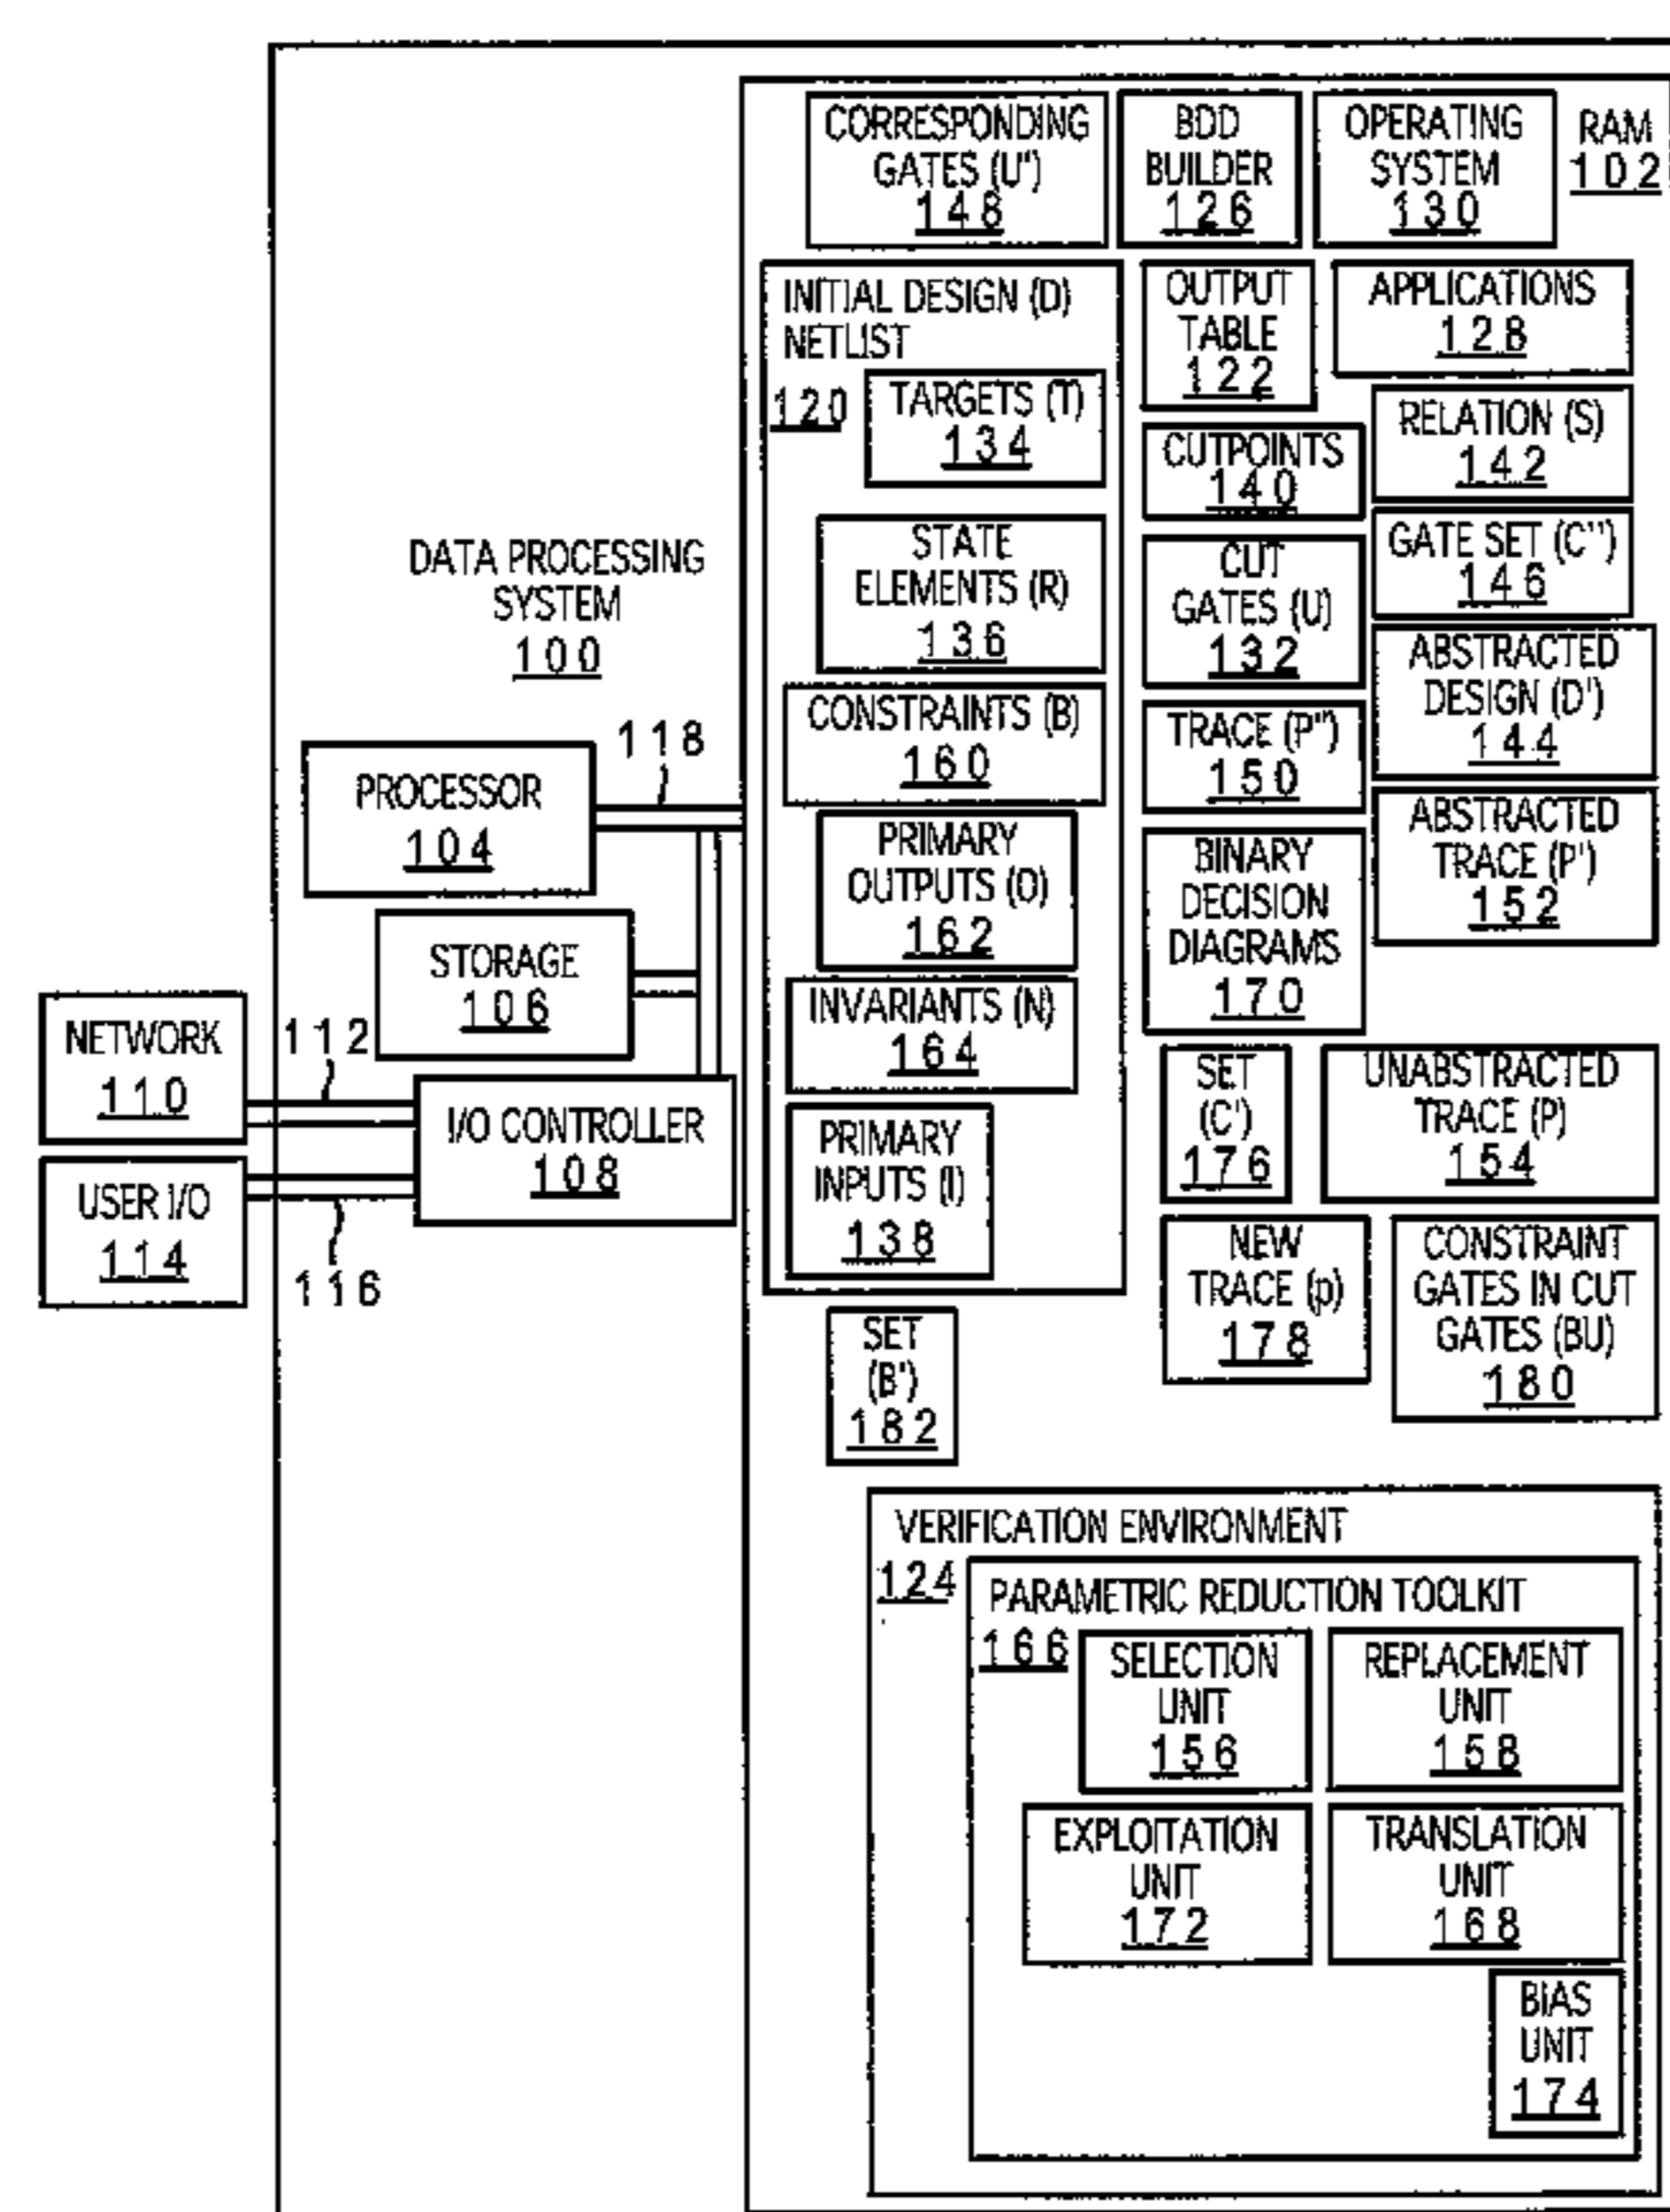 CORRESPONDING
GATES (U")
148
BDD
BUILDER
126
OPERATING
SYSTEM
130
RAM
102
INITIAL DESIGN (D)
NETLIST
120
TARGETS (T)
134
STATE
ELEMENTS (R)
136
CONSTRAINTS (B)
160
PRIMARY
OUTPUTS (O)
162
INVARIANTS (N)
164
PRIMARY
INPUTS (I)
138
OUTPUT
TABLE
122
APPLICATIONS
128
CUTPOINTS
140
RELATION (S)
142
CUT
GATES (U)
132
GATE SET (C'')
146
TRACE (P")
150
ABSTRACTED
DESIGN (D')
144
BINARY
DECISION
DIAGRAMS
170
ABSTRACTED
TRACE (P')
152
SET
(C')
176
UNABSTRACTED
TRACE (P)
154
NEW
TRACE (p)
178
CONSTRAINT
GATES IN CUT
GATES (BU)
180
SET
(B')
182
DATA PROCESSING
SYSTEM
100
PROCESSOR
104
118
STORAGE
106
NETWORK
110
112
I/O CONTROLLER
108
USER I/O
114
116
VERIFICATION ENVIRONMENT
124
PARAMETRIC REDUCTION TOOLKIT
166
SELECTION
UNIT
156
REPLACEMENT
UNIT
158
EXPLOITATION
UNIT
172
TRANSLATION
UNIT
168
BIAS
UNIT
174